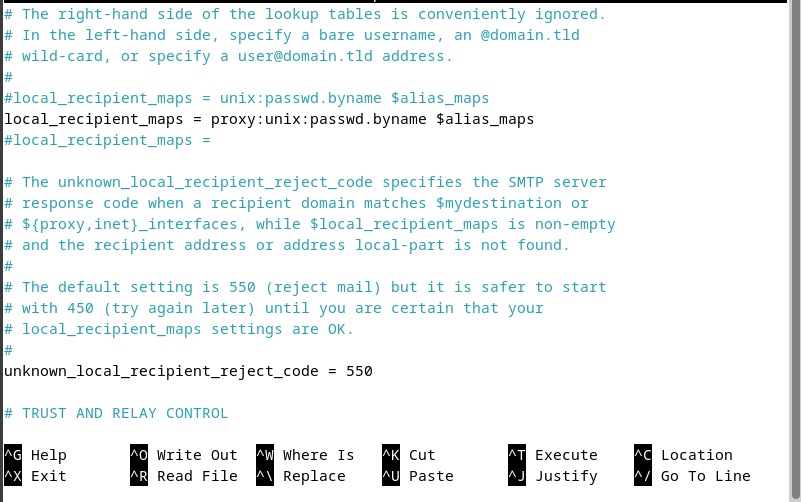 # The right-hand side of the lookup tables is conveniently ignored.
# In the left-hand side, specify a bare username, an @domain.tld
# wild-card, or specify a user@domain.tld address.
#
#local_recipient_maps = unix:passwd.byname $alias_maps
local_recipient_maps = proxy:unix:passwd.byname $alias_maps
#local_recipient_maps =

# The unknown_local_recipient_reject_code specifies the SMTP server
# response code when a recipient domain matches $mydestination or
# ${proxy,inet}_interfaces, while $local_recipient_maps is non-empty
# and the recipient address or address local-part is not found.
#
# The default setting is 550 (reject mail) but it is safer to start
# with 450 (try again later) until you are certain that your
# local_recipient_maps settings are OK.
#
unknown_local_recipient_reject_code = 550

# TRUST AND RELAY CONTROL

^G Help ^O Write Out ^W Where Is ^K Cut ^T Execute ^C Location
^X Exit ^R Read File ^\ Replace ^U Paste ^J Justify ^/ Go To Line